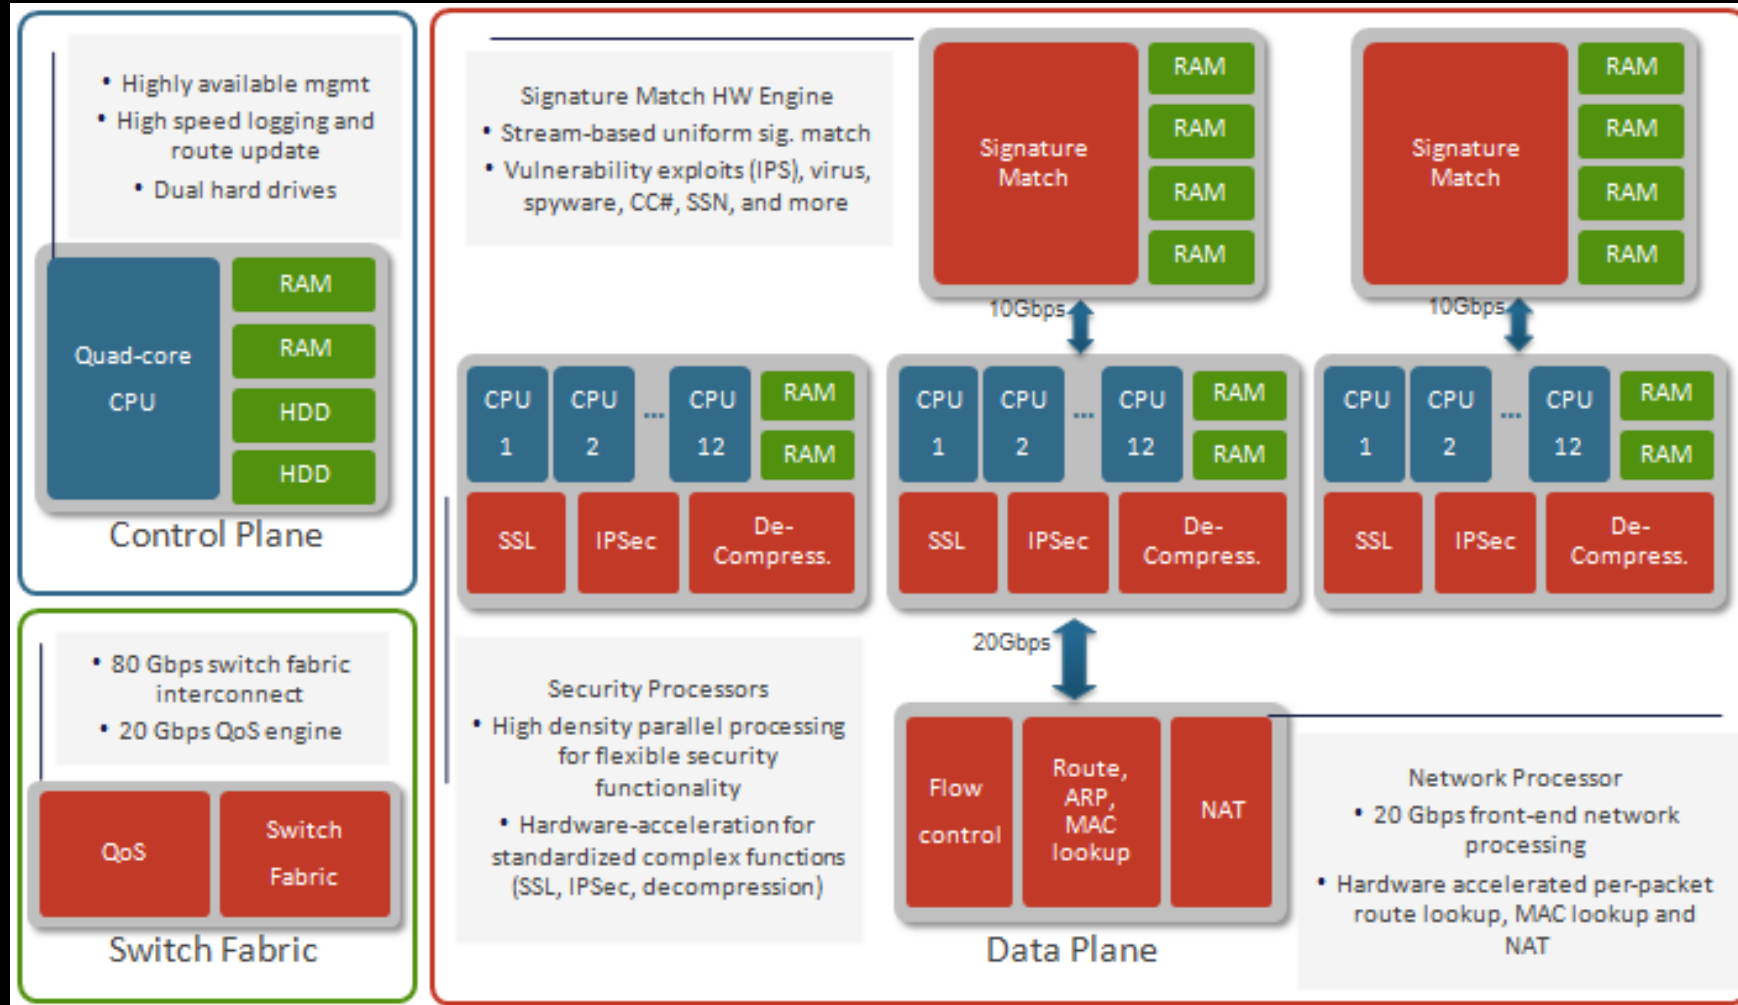 • Highly available mgmt
• High speed logging and
route update
• Dual hard drives
Quad-core
CPU
RAM
RAM
HDD
HDD
Control Plane
• 80 Gbps switch fabric
interconnect
• 20 Gbps QoS engine
QoS
Switch
Fabric
Switch Fabric
Signature Match HW Engine
• Stream-based uniform sig. match
• Vulnerability exploits (IPS), virus,
spyware, CC#, SSN, and more
Signature
Match
RAM
RAM
RAM
RAM
Signature
Match
RAM
RAM
RAM
RAM
10Gbps
10Gbps
CPU
1
CPU
2
...
CPU
12
RAM
RAM
SSL
IPSec
De-
Compress.
CPU
1
CPU
2
...
CPU
12
RAM
RAM
SSL
IPSec
De-
Compress.
CPU
1
CPU
2
...
CPU
12
RAM
RAM
SSL
IPSec
De-
Compress.
20Gbps
Security Processors
• High density parallel processing
for flexible security
functionality
• Hardware-acceleration for
standardized complex functions
(SSL, IPSec, decompression)
Flow
control
Route,
ARP,
MAC
lookup
NAT
Data Plane
Network Processor
• 20 Gbps front-end network
processing
• Hardware accelerated per-packet
route lookup, MAC lookup and
NAT